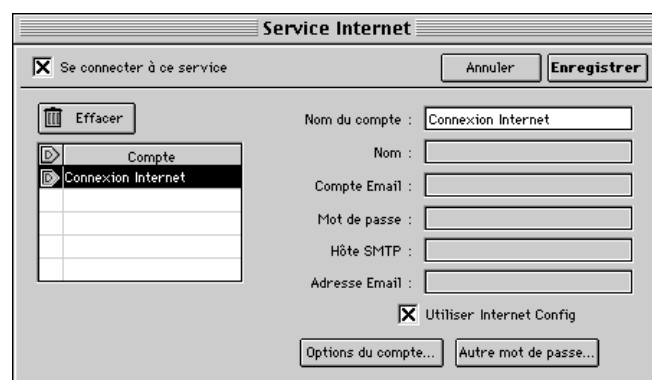 Service Internet
Se connecter à ce service
Annuler
Enregistrer
Effacer
Compte
Connexion Internet
Nom du compte : Connexion Internet
Nom :
Compte Email :
Mot de passe :
Hôte SMTP :
Adresse Email :
Utiliser Internet Config
Options du compte...
Autre mot de passe...